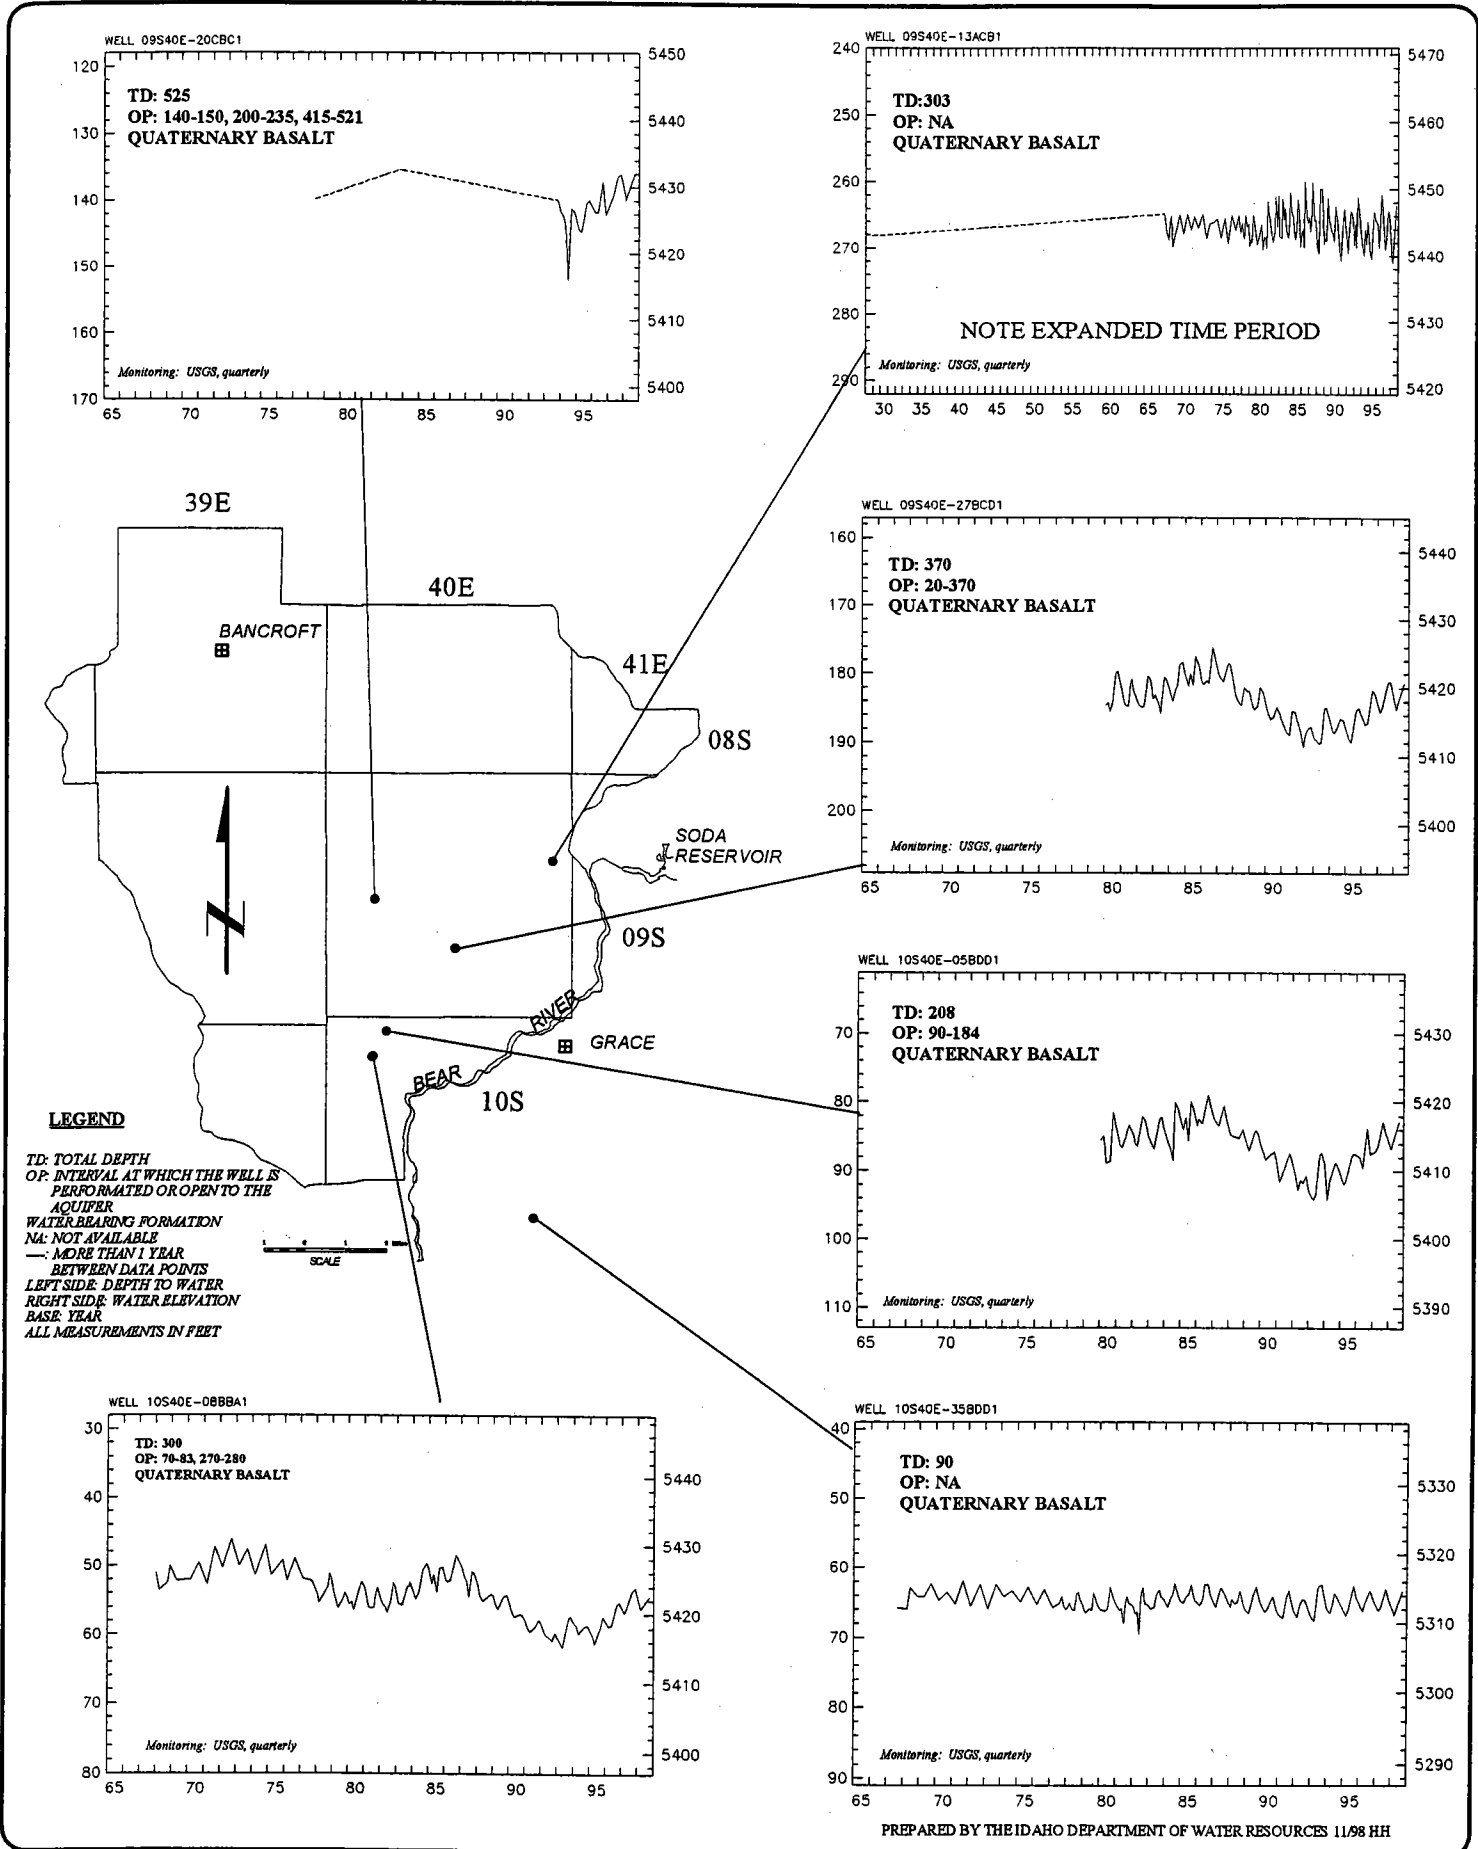 WELL 09S40E-20CBC1
120
130
140
150
160
170
5450
5440
5430
5420
5410
5400
TD: 525
OP: 140-150, 200-235, 415-521
QUATERNARY BASALT
Monitoring: USGS, quarterly
65 70 75 80 85 90 95
WELL 09S40E-13ACB1
240
250
260
270
280
290
5470
5460
5450
5440
5430
5420
TD:303
OP: NA
QUATERNARY BASALT
NOTE EXPANDED TIME PERIOD
Monitoring: USGS, quarterly
30 35 40 45 50 55 60 65 70 75 80 85 90 95
39E
40E
BANCROFT
41E
08S
SODA
RESERVOIR
09S
RIVER
GRACE
BEAR
10S
WELL 09S40E-27BCD1
160
170
180
190
200
5440
5430
5420
5410
5400
TD: 370
OP: 20-370
QUATERNARY BASALT
Monitoring: USGS, quarterly
65 70 75 80 85 90 95
WELL 10S40E-05BDD1
70
80
90
100
110
5430
5420
5410
5400
5390
TD: 208
OP: 90-184
QUATERNARY BASALT
Monitoring: USGS, quarterly
65 70 75 80 85 90 95
LEGEND
TD: TOTAL DEPTH
OP: INTERVAL AT WHICH THE WELL IS
PERFORMATED OR OPEN TO THE
AQUIFER
WATER BEARING FORMATION
NA: NOT AVAILABLE
—: MORE THAN 1 YEAR
BETWEEN DATA POINTS
LEFT SIDE: DEPTH TO WATER
RIGHT SIDE: WATER ELEVATION
BASE: YEAR
ALL MEASUREMENTS IN FEET
SCALE
WELL 10S40E-08BBA1
30
40
50
60
70
80
5440
5430
5420
5410
5400
TD: 300
OP: 70-83, 270-280
QUATERNARY BASALT
Monitoring: USGS, quarterly
65 70 75 80 85 90 95
WELL 10S40E-35BDD1
40
50
60
70
80
90
5330
5320
5310
5300
5290
TD: 90
OP: NA
QUATERNARY BASALT
Monitoring: USGS, quarterly
65 70 75 80 85 90 95
PREPARED BY THE IDAHO DEPARTMENT OF WATER RESOURCES 11/98 HH